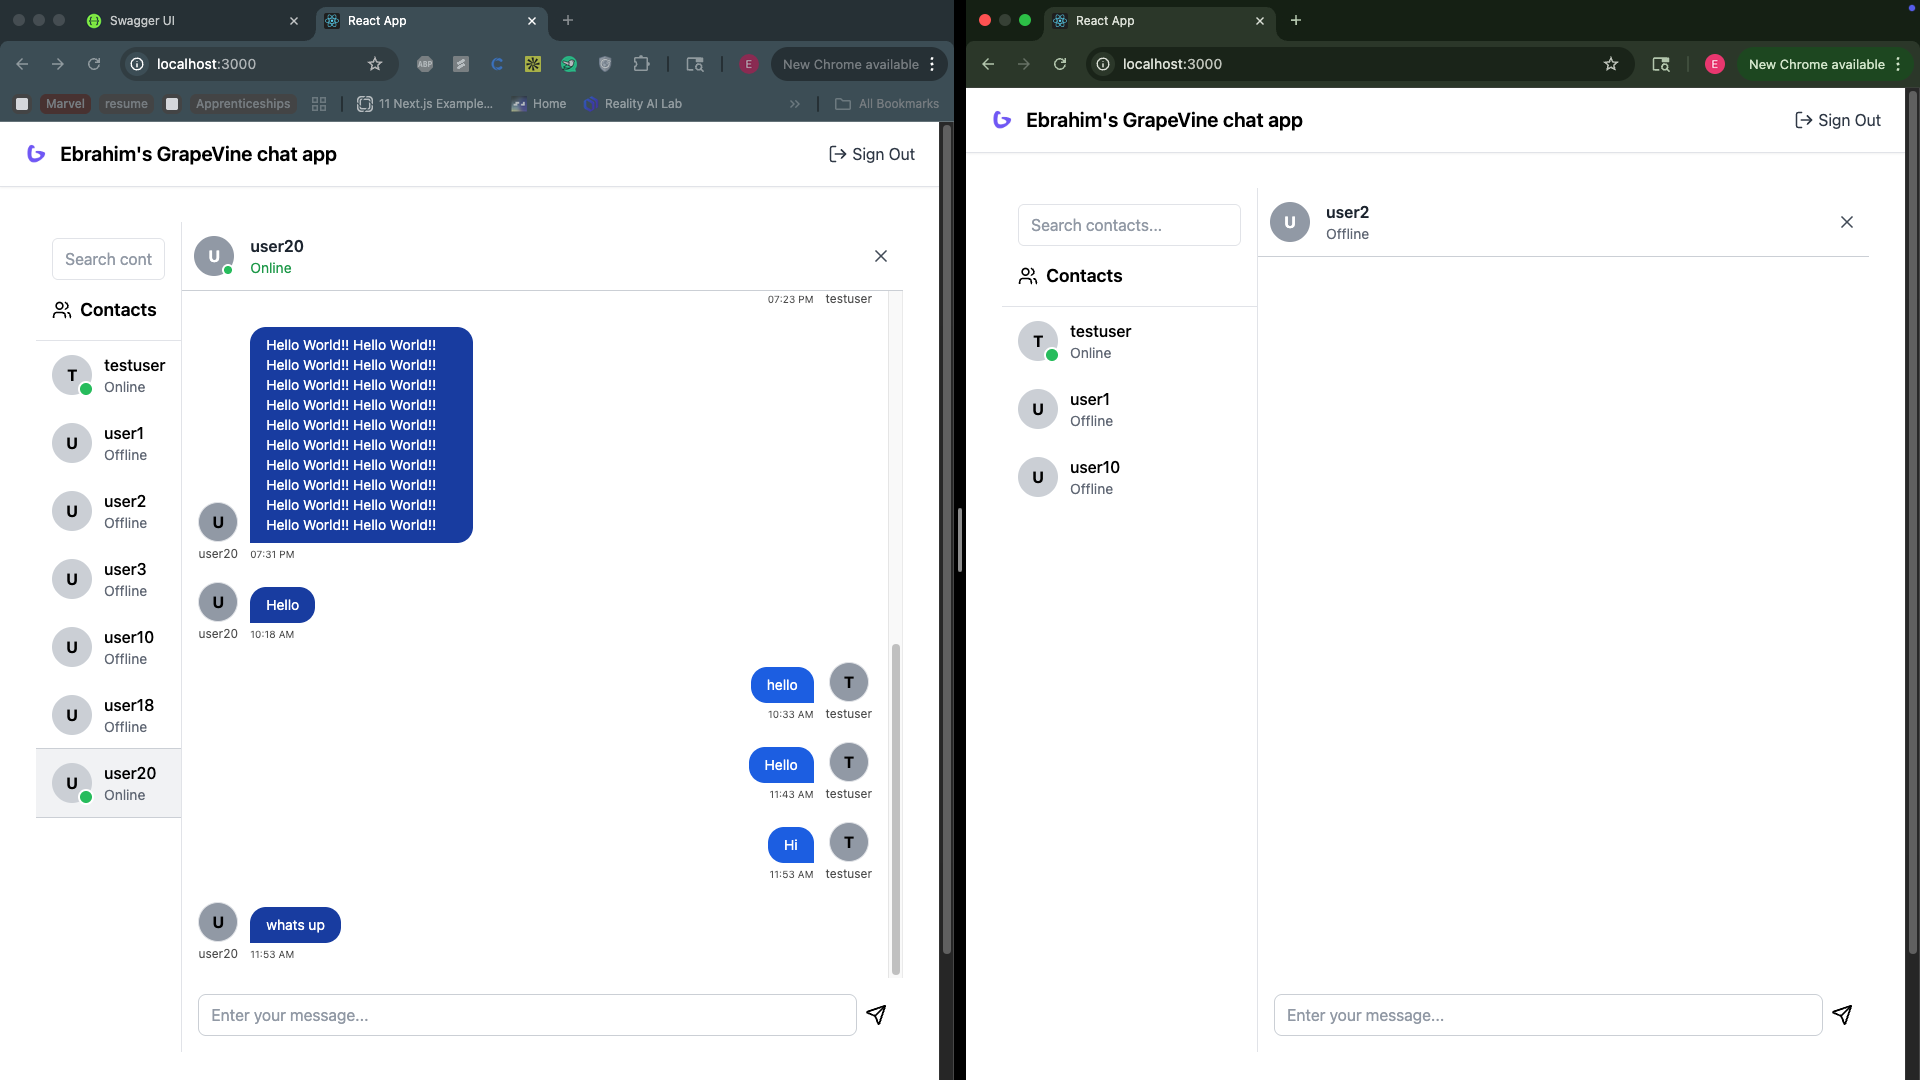 Swagger UI
React App
localhost:3000
ABP
E
New Chrome available
Marvel
resume
Apprenticeships
11 Next.js Example...
Home
Reality AI Lab
All Bookmarks
Ebrahim's GrapeVine chat app
Sign Out
Search cont
Contacts
T
testuser
Online
U
user1
Offline
U
user2
Offline
U
user3
Offline
U
user10
Offline
U
user18
Offline
U
user20
Online
U
user20
Online
07:23 PM testuser
Hello World!! Hello World!!
Hello World!! Hello World!!
Hello World!! Hello World!!
Hello World!! Hello World!!
Hello World!! Hello World!!
Hello World!! Hello World!!
Hello World!! Hello World!!
Hello World!! Hello World!!
Hello World!! Hello World!!
Hello World!! Hello World!!
U
user20 07:31 PM
U
Hello
user20 10:18 AM
hello
T
10:33 AM testuser
Hello
T
11:43 AM testuser
Hi
T
11:53 AM testuser
U
whats up
user20 11:53 AM
Enter your message...
React App
localhost:3000
E
New Chrome available
Ebrahim's GrapeVine chat app
Sign Out
Search contacts...
Contacts
T
testuser
Online
U
user1
Offline
U
user10
Offline
U
user2
Offline
Enter your message...